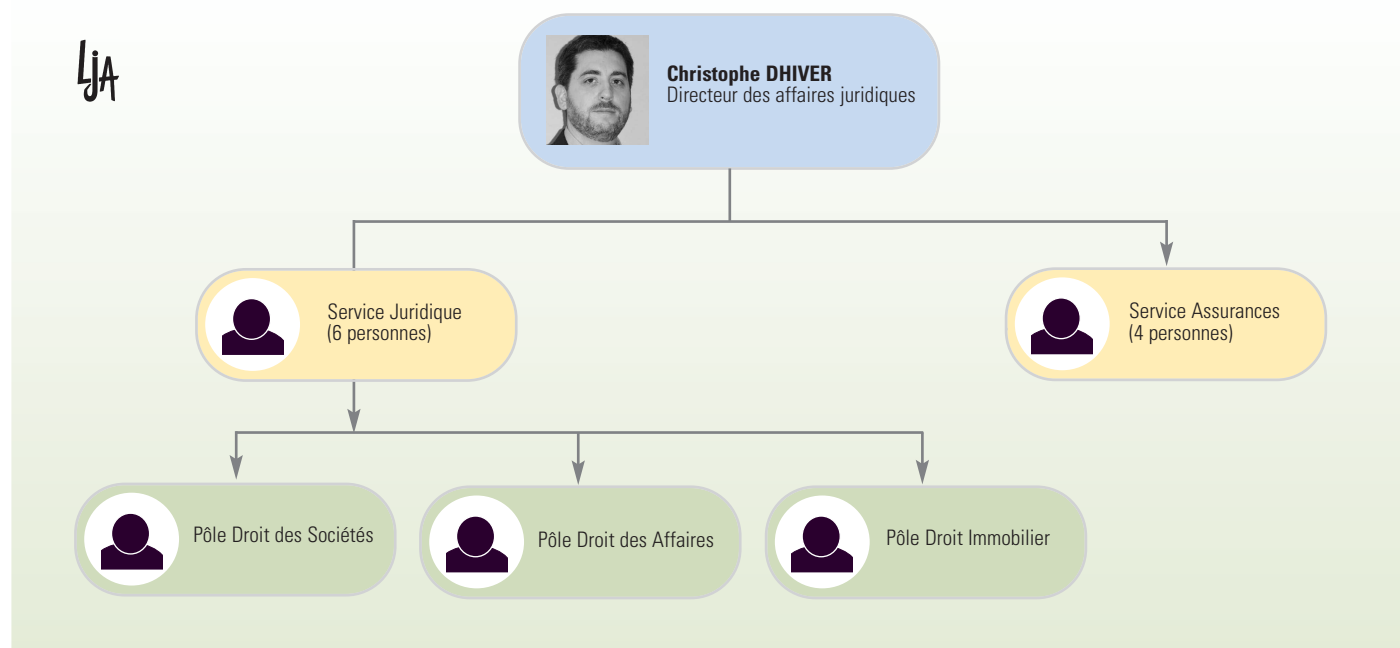 LJA
Christophe DHIVER
Directeur des affaires juridiques
Service Juridique
(6 personnes)
Service Assurances
(4 personnes)
Pôle Droit des Sociétés
Pôle Droit des Affaires
Pôle Droit Immobilier